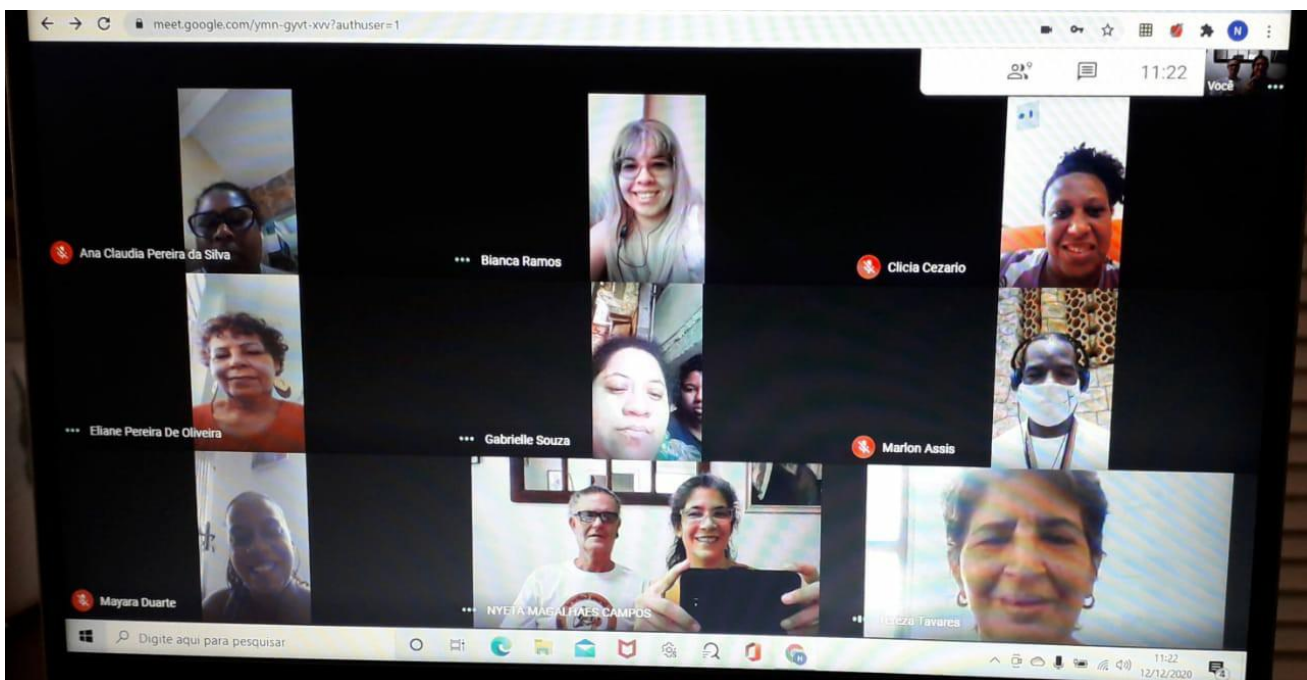 meet.google.com/ymn-gyvt-xvv?authuser=1
N
9
11:22
Você
Ana Claudia Pereira da Silva
Bianca Ramos
Clicia Cezario
Eliane Pereira De Oliveira
Gabrielle Souza
Marlon Assis
Mayara Duarte
NYETA MAGALHAES CAMPOS
Tereza Tavares
Digite aqui para pesquisar
11:22
12/12/2020
4